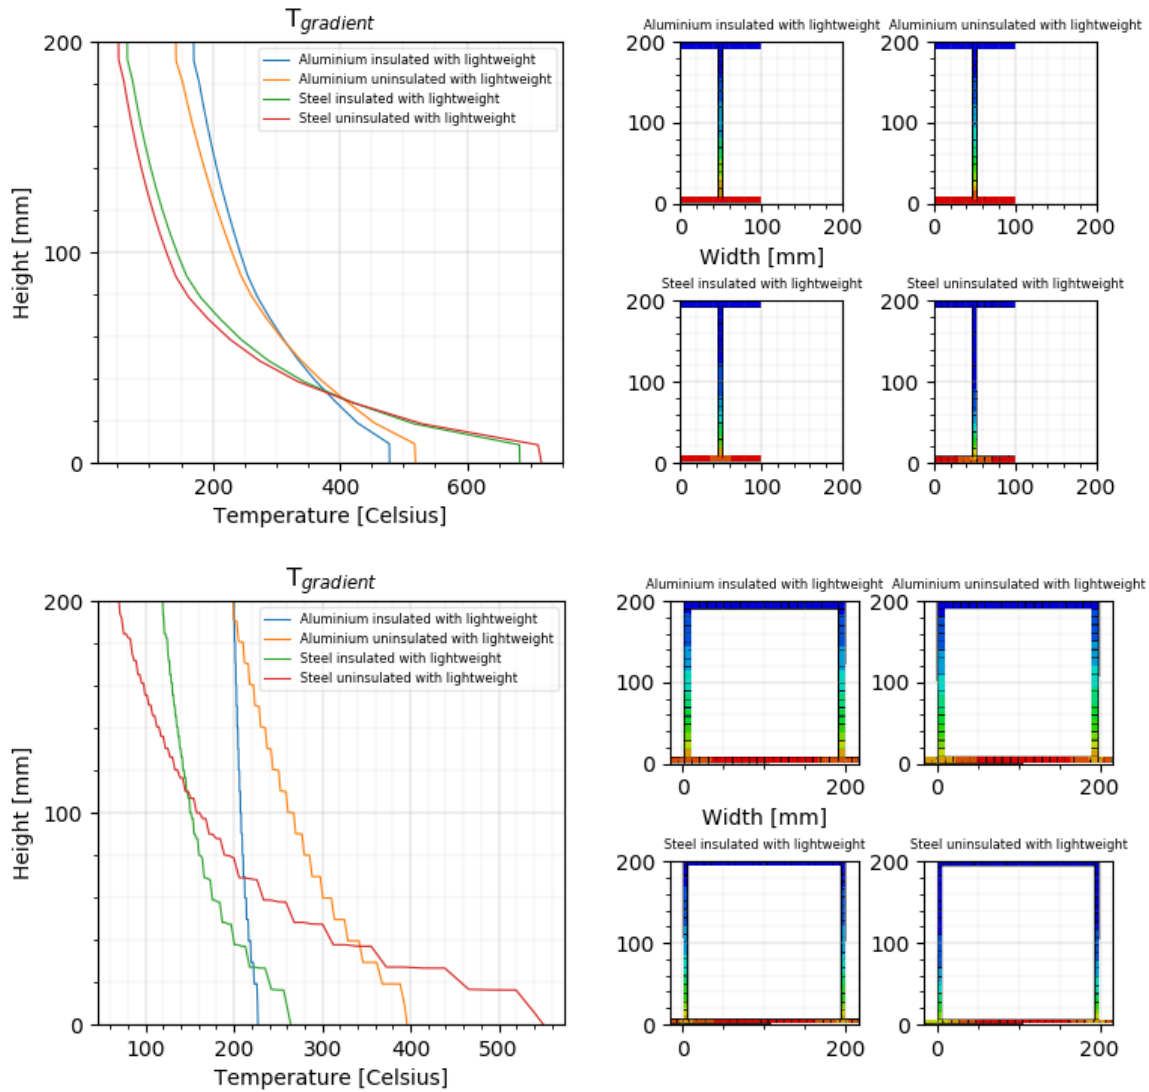 T_gradient
Aluminium insulated with lightweight
Aluminium uninsulated with lightweight
Steel insulated with lightweight
Steel uninsulated with lightweight
200
100
0
Height [mm]
200 400 600
Temperature [Celsius]
Aluminium insulated with lightweight
200
100
0
0 100 200
Width [mm]
Aluminium uninsulated with lightweight
200
100
0
0 100 200
Steel insulated with lightweight
200
100
0
0 100 200
Steel uninsulated with lightweight
200
100
0
0 100 200
T_gradient
Aluminium insulated with lightweight
Aluminium uninsulated with lightweight
Steel insulated with lightweight
Steel uninsulated with lightweight
200
100
0
Height [mm]
100 200 300 400 500
Temperature [Celsius]
Aluminium insulated with lightweight
200
100
0
0 200
Width [mm]
Aluminium uninsulated with lightweight
200
100
0
0 200
Steel insulated with lightweight
200
100
0
0 200
Steel uninsulated with lightweight
200
100
0
0 200